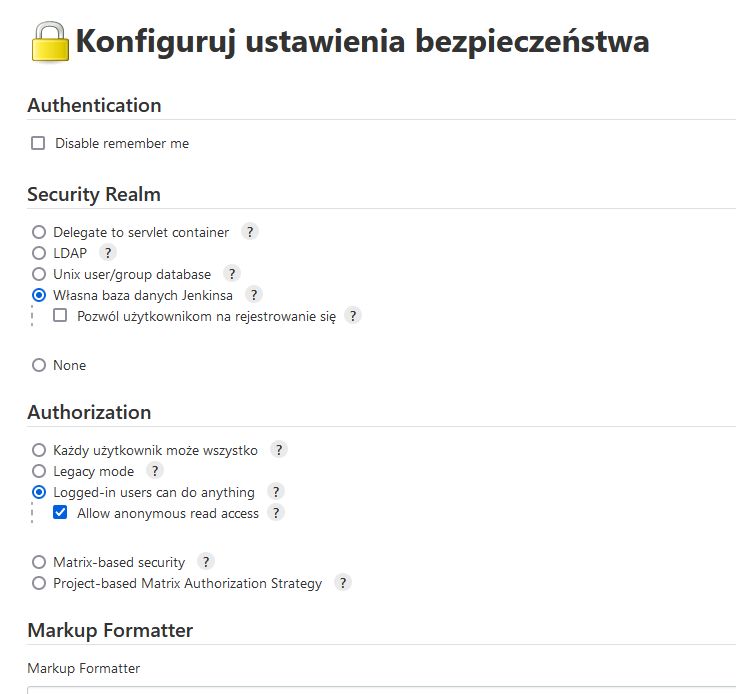 Konfiguruj ustawienia bezpieczeństwa
Authentication
Disable remember me
Security Realm
Delegate to servlet container ?
LDAP ?
Unix user/group database ?
Własna baza danych Jenkinsa ?
Pozwól użytkownikom na rejestrowanie się ?
None
Authorization
Każdy użytkownik może wszystko ?
Legacy mode ?
Logged-in users can do anything ?
Allow anonymous read access ?
Matrix-based security ?
Project-based Matrix Authorization Strategy ?
Markup Formatter
Markup Formatter